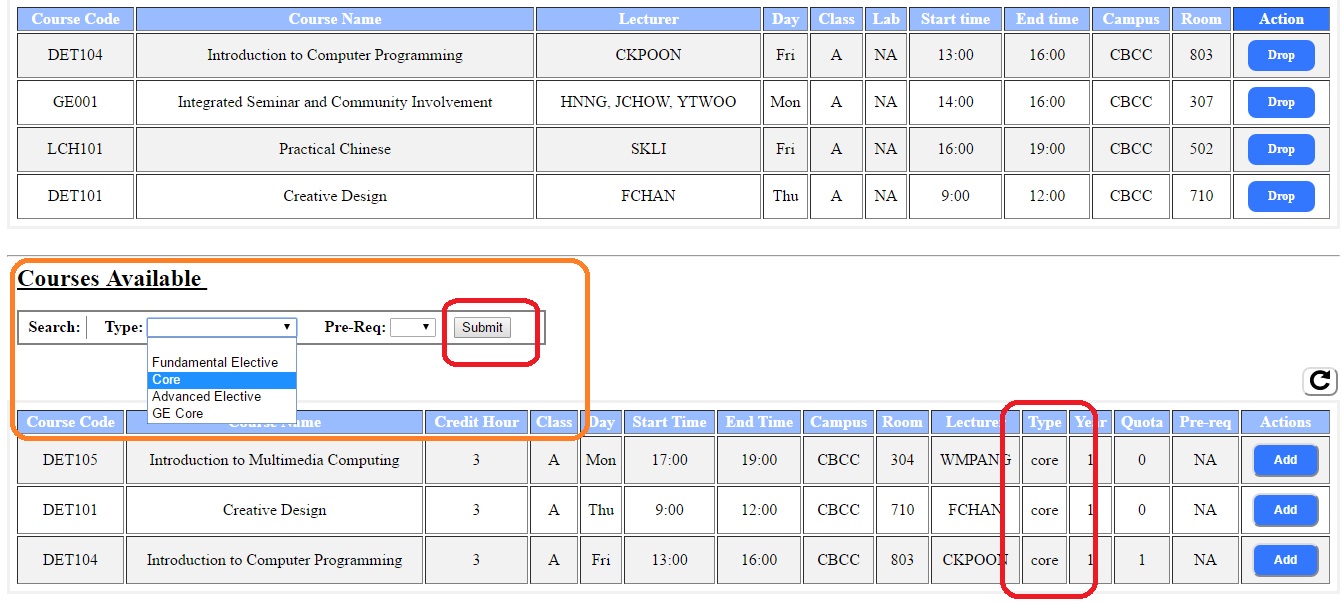 Course Code Course Name Lecturer Day Class Lab Start time End time Campus Room Action
DET104 Introduction to Computer Programming CKPOON Fri A NA 13:00 16:00 CBCC 803 Drop
GE001 Integrated Seminar and Community Involvement HNNG, JCHOW, YTWOO Mon A NA 14:00 16:00 CBCC 307 Drop
LCH101 Practical Chinese SKLI Fri A NA 16:00 19:00 CBCC 502 Drop
DET101 Creative Design FCHAN Thu A NA 9:00 12:00 CBCC 710 Drop
Courses Available
Search: Type: Pre-Req: Submit
Fundamental Elective
Core
Advanced Elective
GE Core
Course Code Course Name Credit Hour Class Day Start Time End Time Campus Room Lecturer Type Year Quota Pre-req Actions
DET105 Introduction to Multimedia Computing 3 A Mon 17:00 19:00 CBCC 304 WMPANG core 1 0 NA Add
DET101 Creative Design 3 A Thu 9:00 12:00 CBCC 710 FCHAN core 1 0 NA Add
DET104 Introduction to Computer Programming 3 A Fri 13:00 16:00 CBCC 803 CKPOON core 1 1 NA Add